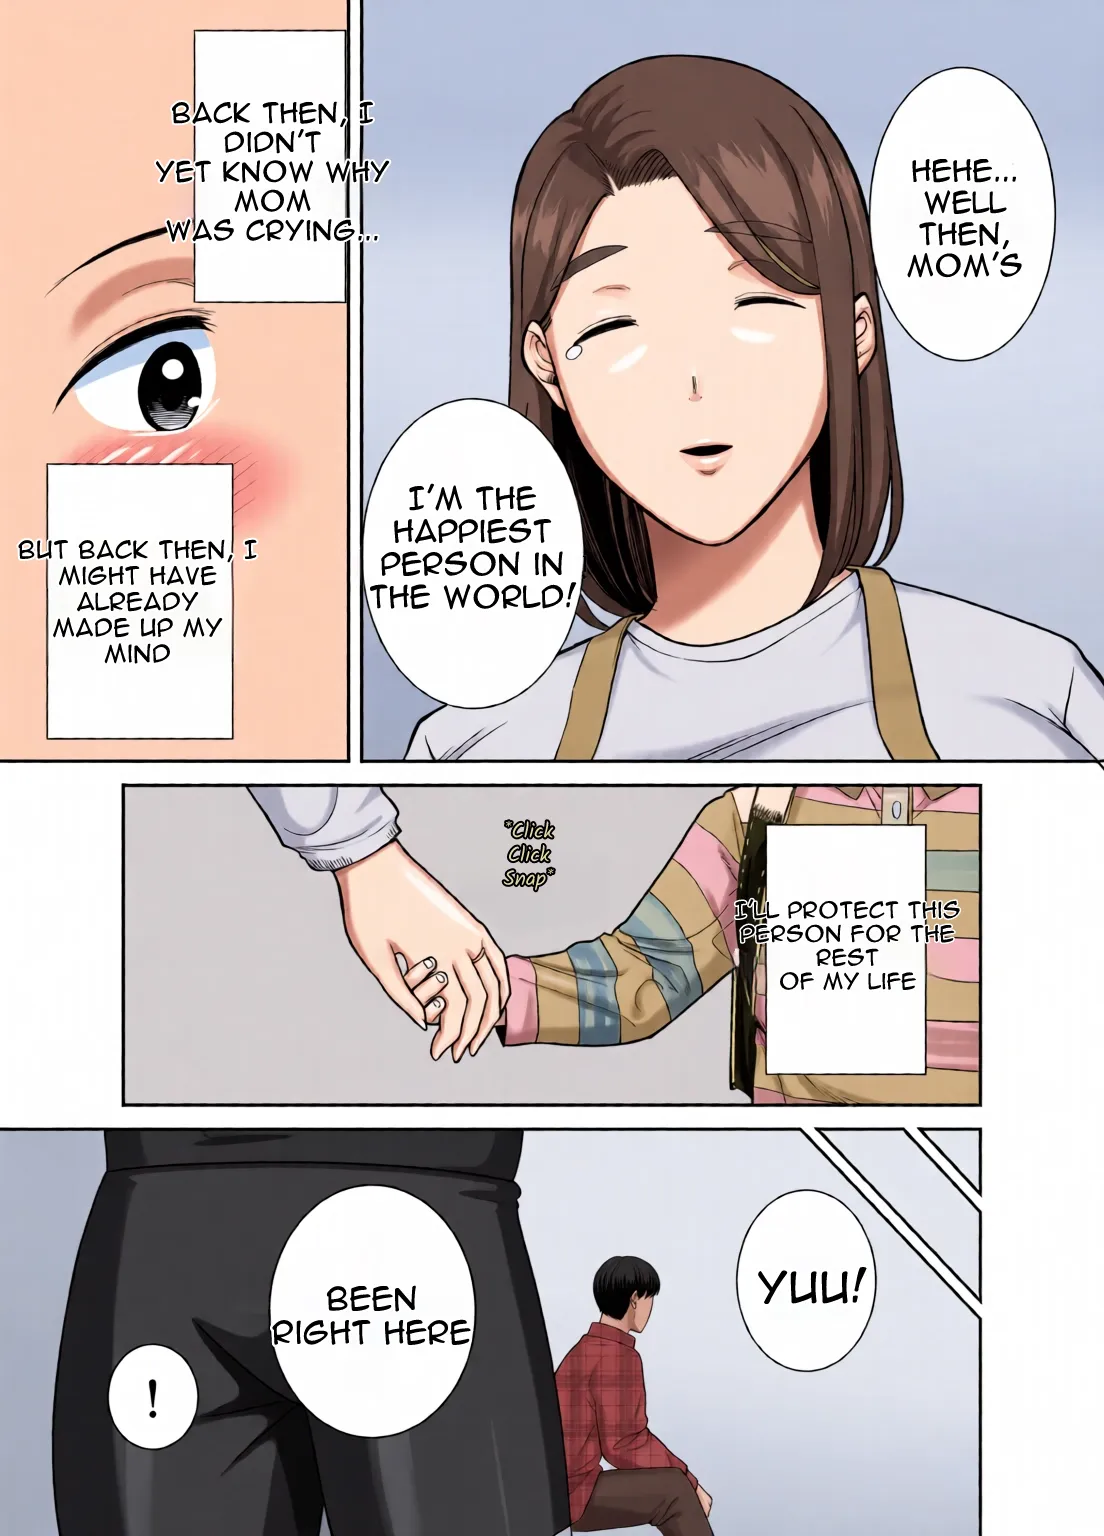 BACK THEN, I
DIDN'T
YET KNOW WHY
MOM
WAS CRYING...
HEHE...
WELL
THEN,
MOM'S
I'M THE
HAPPIEST
PERSON IN
THE WORLD!
BUT BACK THEN, I
MIGHT HAVE
ALREADY
MADE UP MY
MIND
*Click
Click
Snap*
I'LL PROTECT THIS
PERSON FOR THE
REST
OF MY LIFE
YUU!
BEEN
RIGHT HERE
!